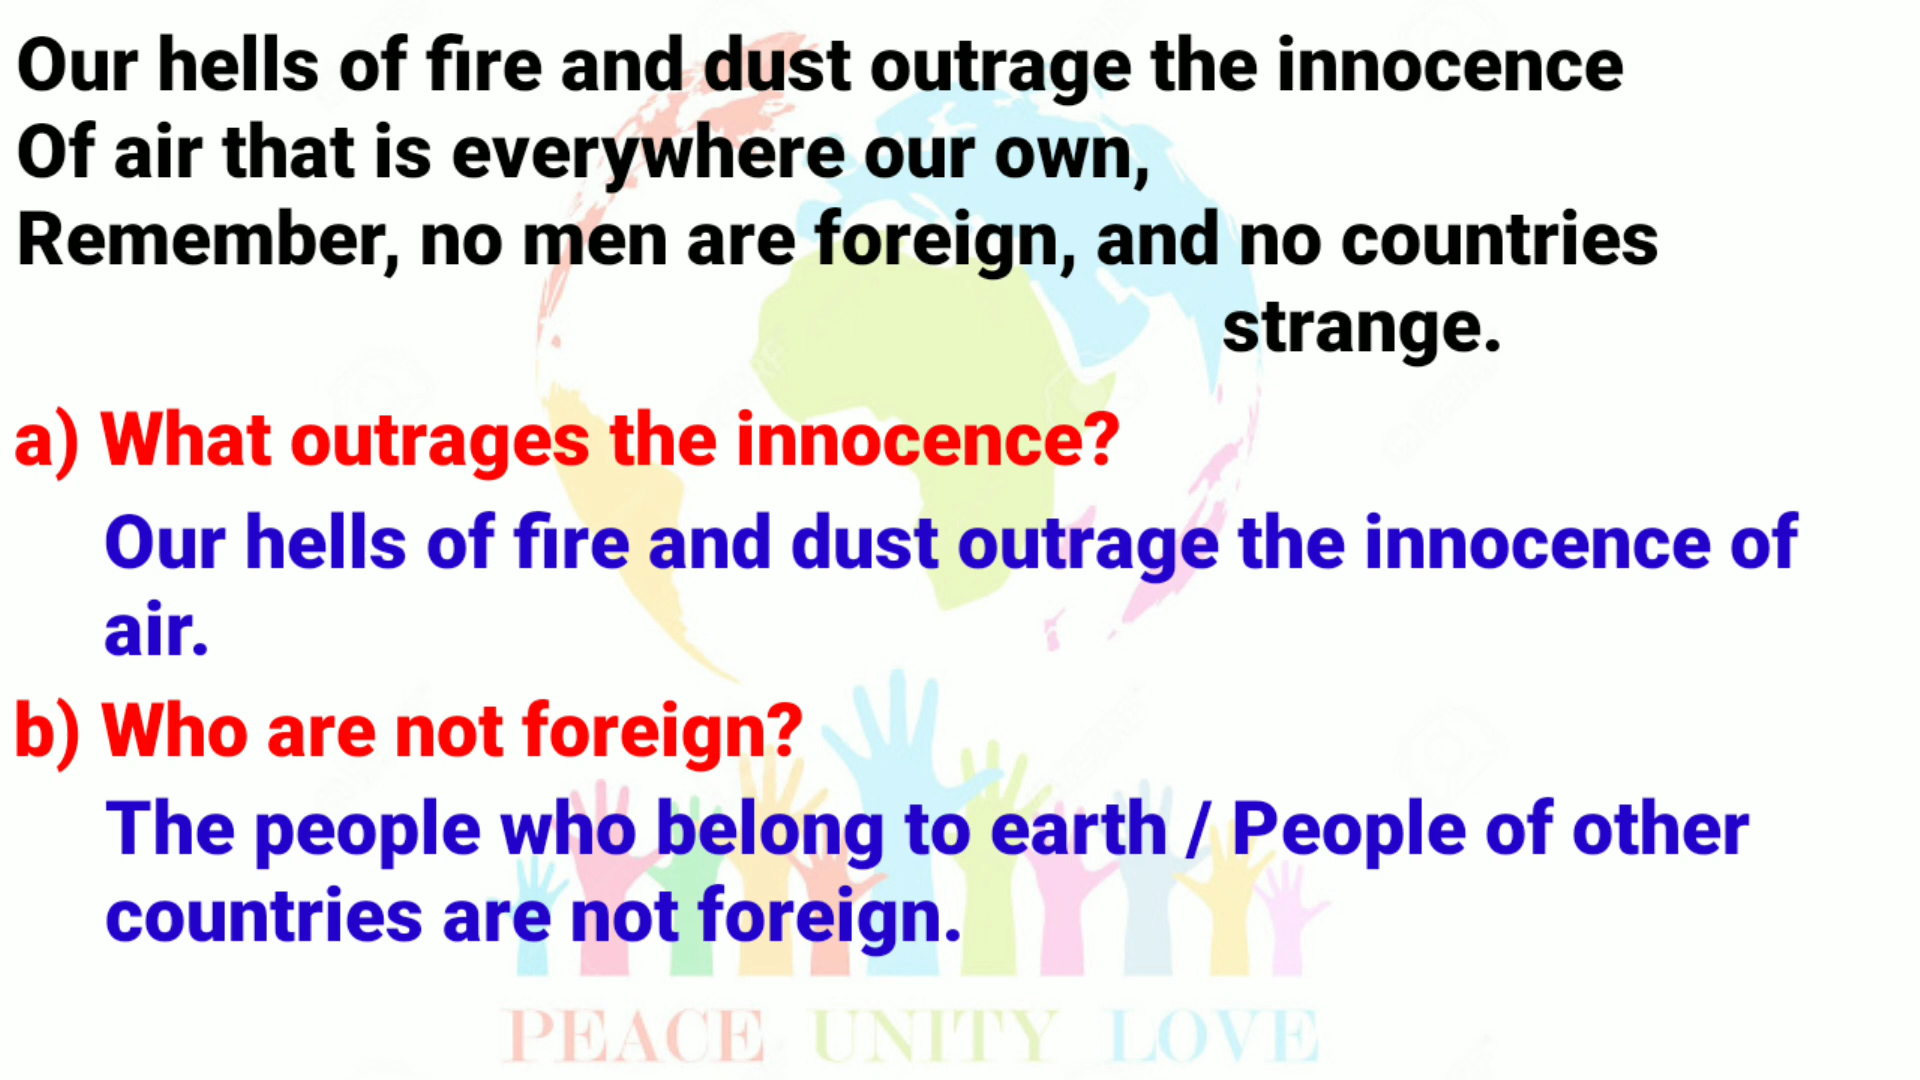 Our hells of fire and dust outrage the innocence
Of air that is everywhere our own,
Remember, no men are foreign, and no countries
strange.
a) What outrages the innocence?
Our hells of fire and dust outrage the innocence of
air.
b) Who are not foreign?
The people who belong to earth / People of other
countries are not foreign.
PEACE UNITY LOVE